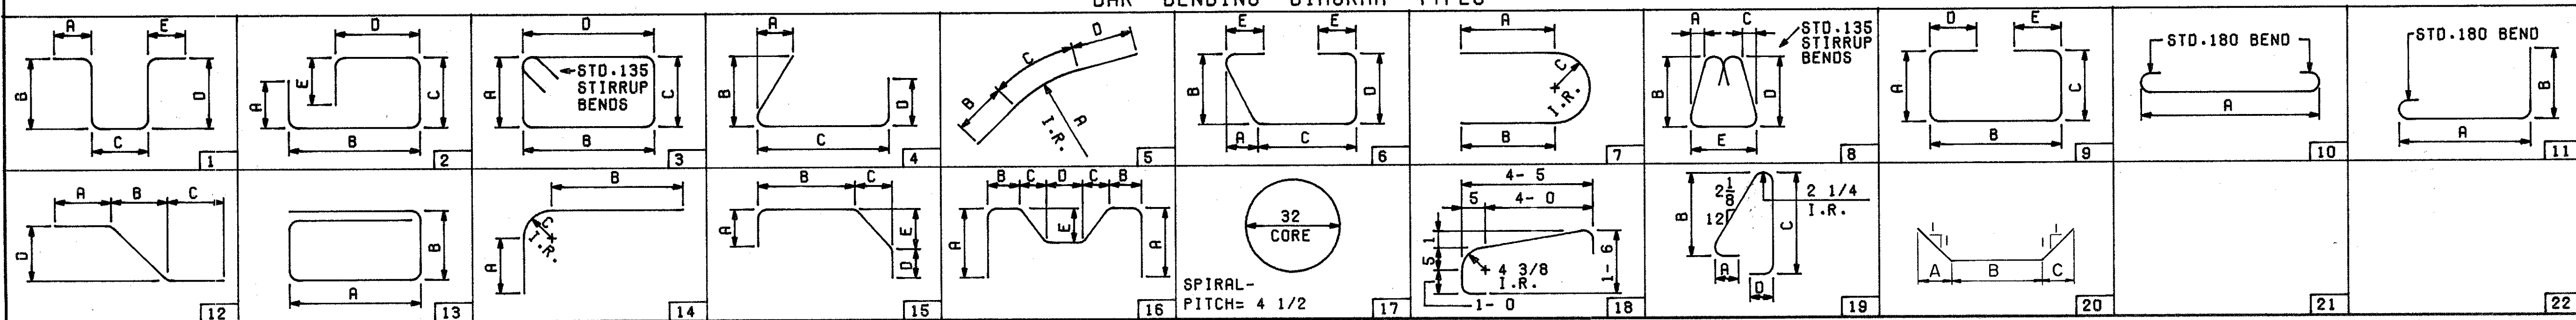 BAR BENDING DIAGRAM TYPES
A E B D C 1
D E A C B 2
D A C B STD.135
STIRRUP
BENDS 3
A B D C 4
D C B A I.R. 5
E E B D A C 6
A C I.R. B 7
A C B D E STD.135
STIRRUP
BENDS 8
D E A C B 9
STD.180 BEND A 10
STD.180 BEND B A 11
A B C D 12
B A 13
B C I.R. A 14
B C A E D 15
B C D C B A E A 16
32
CORE
SPIRAL-
PITCH= 4 1/2 17
4- 5
5 4- 0
1
5
4 3/8
I.R.
1- 6
1- 0 18
2 1/8
12
2 1/4
I.R.
B C A D 19
1 1 1 1
A B C 20
21
22